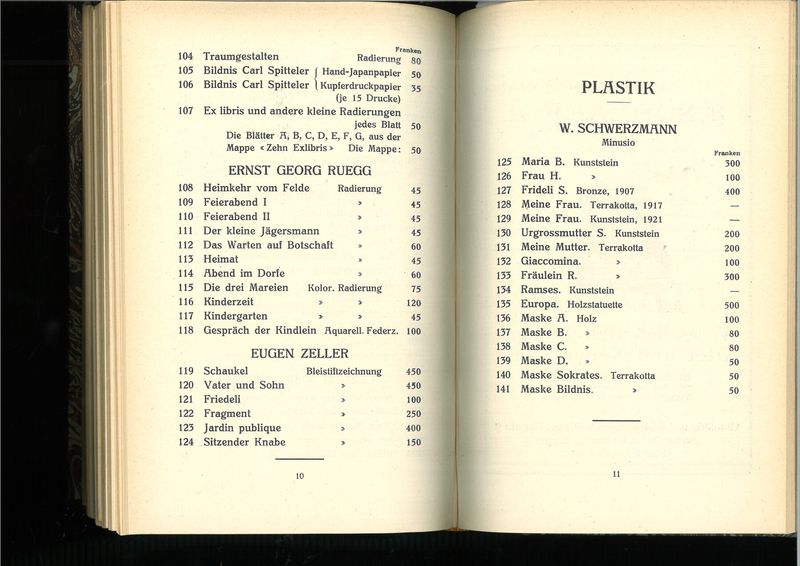 Franken
104 Traumgestalten Radierung 80
105 Bildnis Carl Spitteler { Hand-Japanpapier 50
106 Bildnis Carl Spitteler { Kupferdruckpapier 35
(je 15 Drucke)
107 Ex libris und andere kleine Radierungen
jedes Blatt 50
Die Blätter A, B, C, D, E, F, G, aus der
Mappe «Zehn Exlibris» Die Mappe: 50
ERNST GEORG RUEGG
108 Heimkehr vom Felde Radierung 45
109 Feierabend I » 45
110 Feierabend II » 45
111 Der kleine Jägersmann » 45
112 Das Warten auf Botschaft » 60
113 Heimat » 45
114 Abend im Dorfe » 60
115 Die drei Mareien Kolor. Radierung 75
116 Kinderzeit » » 120
117 Kindergarten » » 45
118 Gespräch der Kindlein Aquarell. Federz. 100
EUGEN ZELLER
119 Schaukel Bleistiftzeichnung 450
120 Vater und Sohn » 450
121 Friedeli » 100
122 Fragment » 250
123 Jardin publique » 400
124 Sitzender Knabe » 150
10
PLASTIK
W. SCHWERZMANN
Minusio
Franken
125 Maria B. Kunststein 300
126 Frau H. » 100
127 Frideli S. Bronze, 1907 400
128 Meine Frau. Terrakotta, 1917 —
129 Meine Frau. Kunststein, 1921 —
130 Urgrossmutter S. Kunststein 200
131 Meine Mutter. Terrakotta 200
132 Giaccomina. » 100
133 Fräulein R. » 300
134 Ramses. Kunststein —
135 Europa. Holzstatuette 500
136 Maske A. Holz 100
137 Maske B. » 80
138 Maske C. » 80
139 Maske D. » 50
140 Maske Sokrates. Terrakotta 50
141 Maske Bildnis. » 50
11